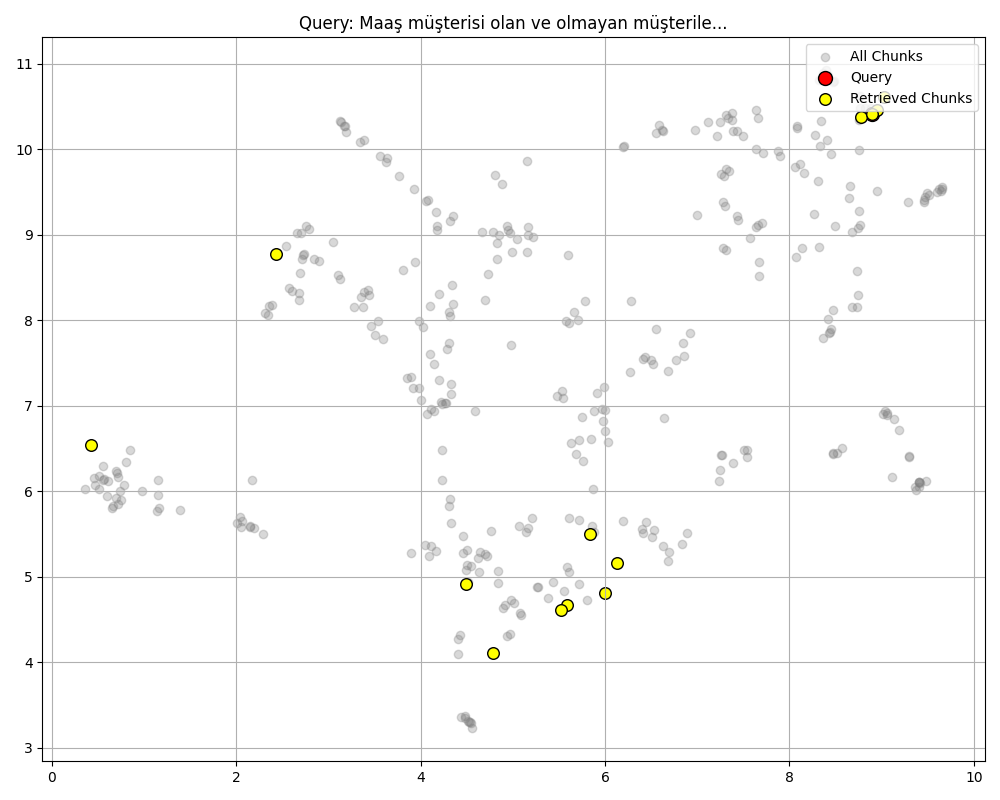 Query: Maaş müşterisi olan ve olmayan müşterile...
All Chunks
Query
Retrieved Chunks
11
10
9
8
7
6
5
4
3
0 2 4 6 8 10